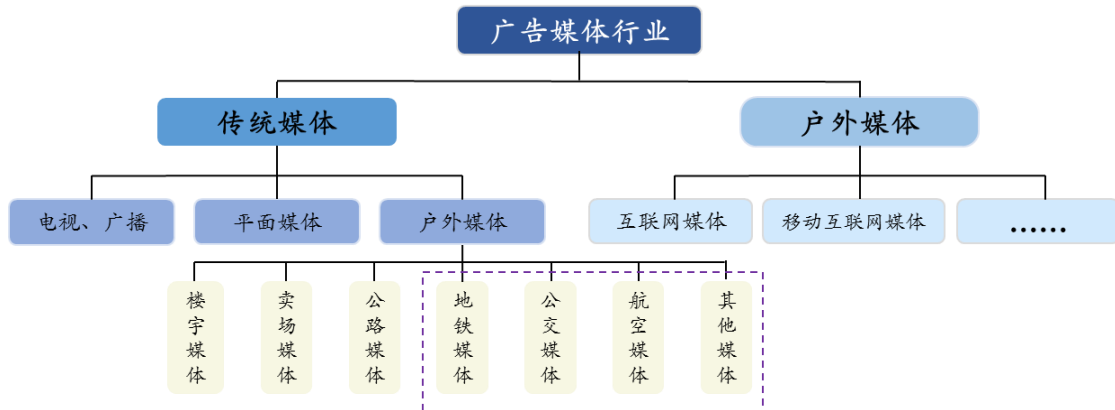 广告媒体行业
传统媒体
户外媒体
电视、广播
平面媒体
户外媒体
互联网媒体
移动互联网媒体
……
楼宇媒体
卖场媒体
公路媒体
地铁媒体
公交媒体
航空媒体
其他媒体